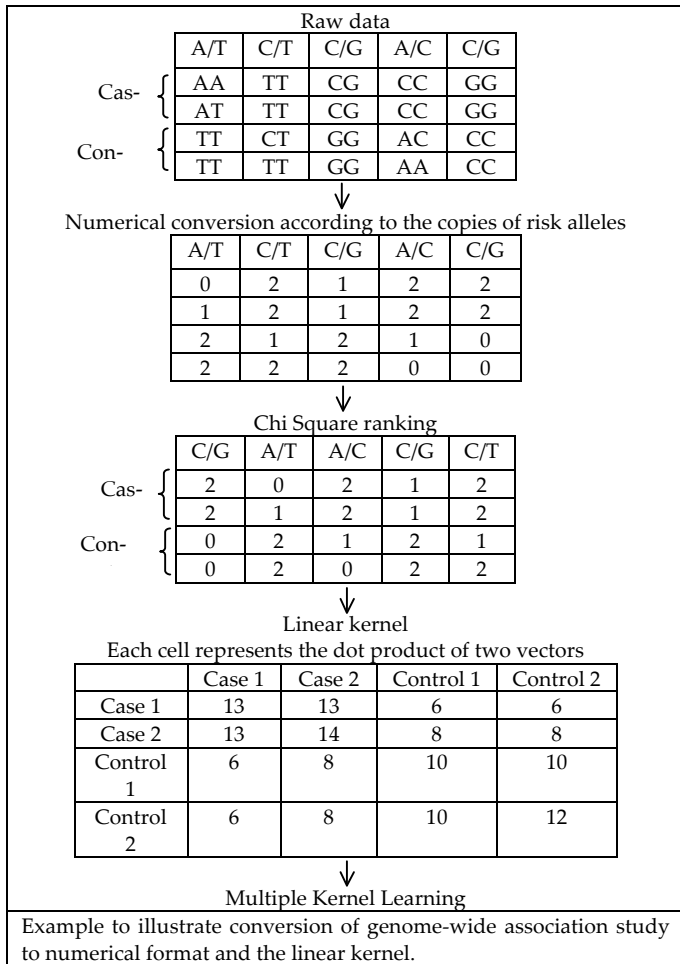 Raw data
A/T C/T C/G A/C C/G
Cas-
AA TT CG CC GG
AT TT CG CC GG
Con-
TT CT GG AC CC
TT TT GG AA CC
Numerical conversion according to the copies of risk alleles
A/T C/T C/G A/C C/G
0 2 1 2 2
1 2 1 2 2
2 1 2 1 0
2 2 2 0 0
Chi Square ranking
C/G A/T A/C C/G C/T
Cas-
2 0 2 1 2
2 1 2 1 2
Con-
0 2 1 2 1
0 2 0 2 2
Linear kernel
Each cell represents the dot product of two vectors
Case 1 Case 2 Control 1 Control 2
Case 1 13 13 6 6
Case 2 13 14 8 8
Control 6 8 10 10
1
Control 6 8 10 12
2
Multiple Kernel Learning
Example to illustrate conversion of genome-wide association study
to numerical format and the linear kernel.